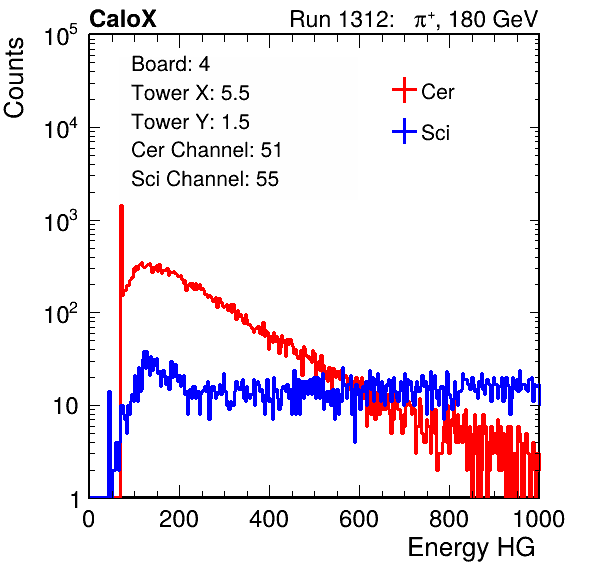 CaloX Run 1312: π⁺, 180 GeV
Counts
10⁵
10⁴
10³
10²
10
1
Board: 4
Tower X: 5.5
Tower Y: 1.5
Cer Channel: 51
Sci Channel: 55
Cer
Sci
0 200 400 600 800 1000
Energy HG